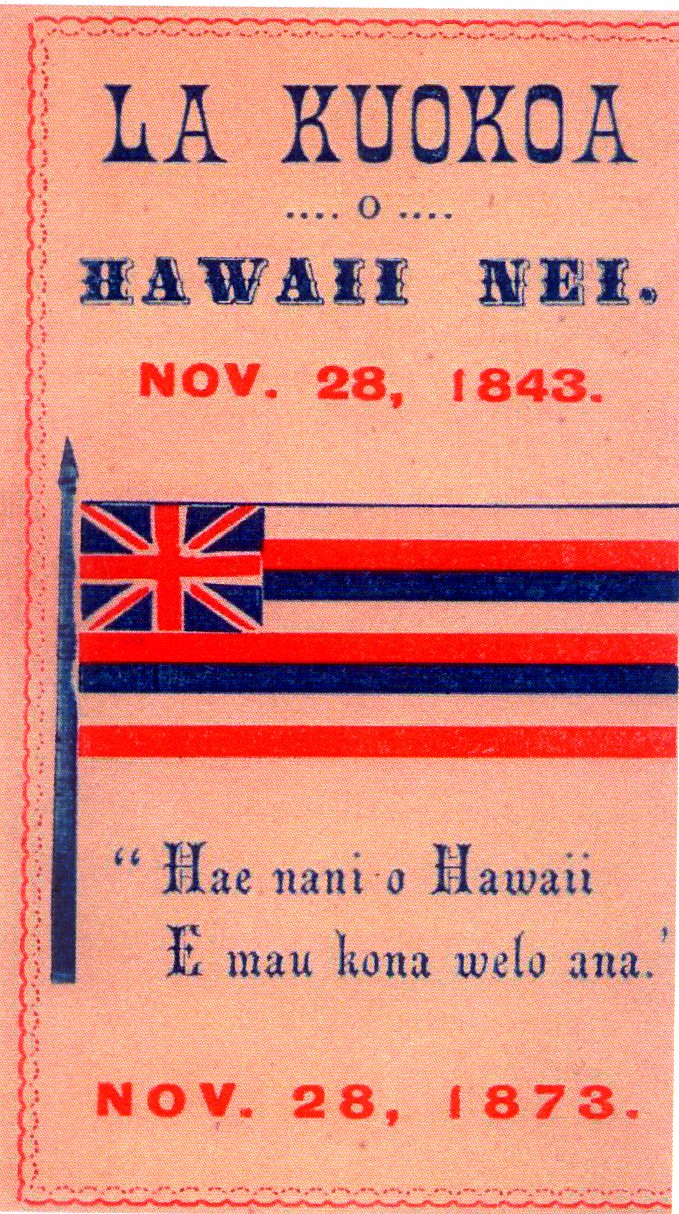 LA KUOKOA
.... O ....
HAWAII NEI.
NOV. 28, 1843.
“ Hae nani o Hawaii
E mau kona welo ana.’
NOV. 28, 1873.